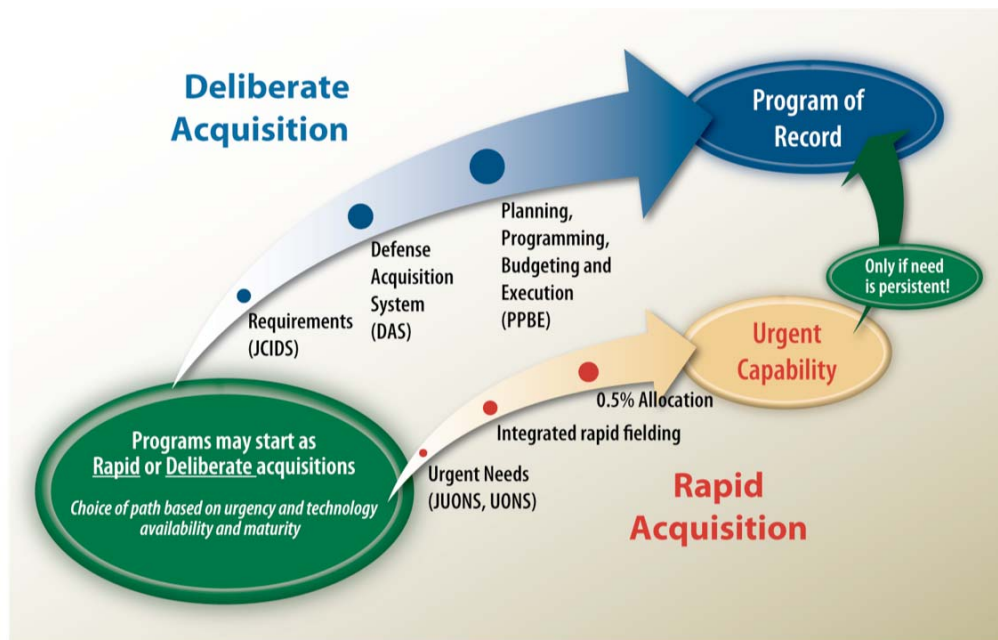 Deliberate
Acquisition
Program of
Record
Planning,
Programming,
Budgeting and
Execution
(PPBE)
Defense
Acquisition
System
(DAS)
Requirements
(JCIDS)
Only if need
is persistent!
Urgent
Capability
0.5% Allocation
Integrated rapid fielding
Urgent Needs
(JUONS, UONS)
Programs may start as
Rapid or Deliberate acquisitions
Choice of path based on urgency and technology
availability and maturity
Rapid
Acquisition